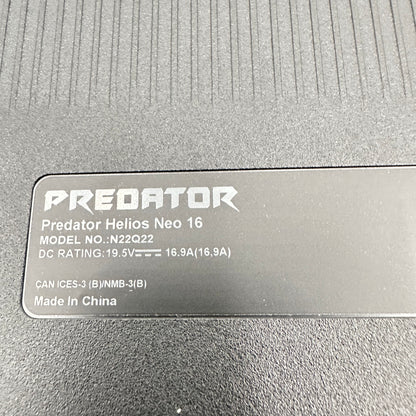 PREDATOR
Predator Helios Neo 16
MODEL NO.:N22Q22
DC RATING:19.5V⎓16.9A(16,9A)
CAN ICES-3 (B)/NMB-3(B)
Made In China